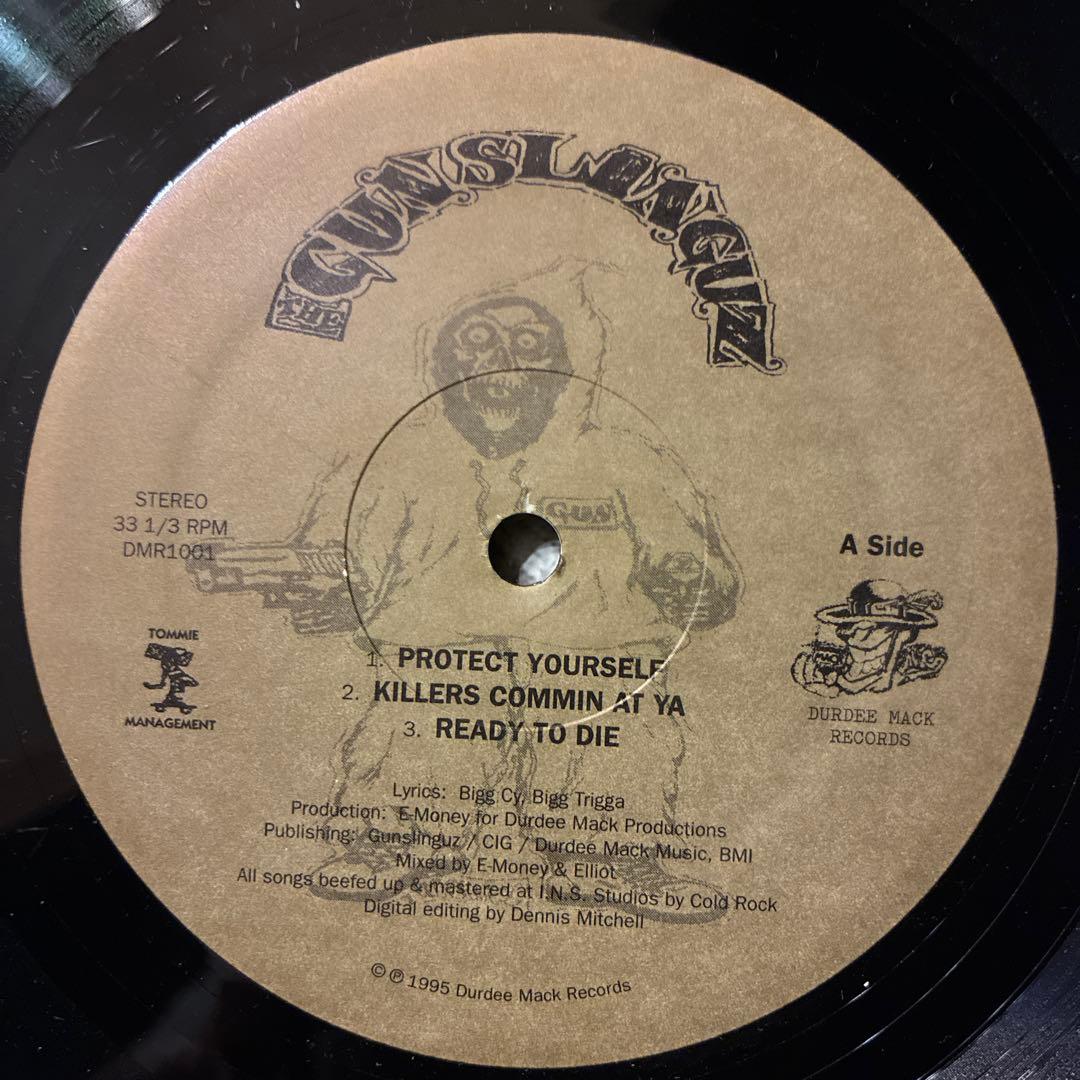 THE GUNSLINGUZ
GUN
STEREO
33 1/3 RPM
DMR1001
A Side
TOMMIE
MANAGEMENT
DURDEE MACK
RECORDS
1. PROTECT YOURSELF
2. KILLERS COMMIN AT YA
3. READY TO DIE
Lyrics: Bigg Cy, Bigg Trigga
Production: E-Money for Durdee Mack Productions
Publishing: Gunslinguz / CIG / Durdee Mack Music, BMI
Mixed by E-Money & Elliot
All songs beefed up & mastered at I.N.S. Studios by Cold Rock
Digital editing by Dennis Mitchell
© ℗ 1995 Durdee Mack Records